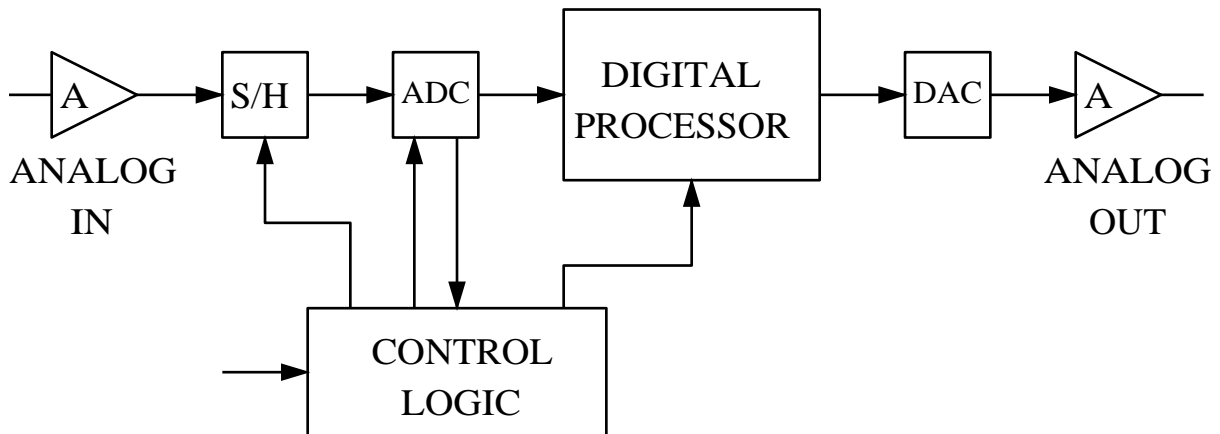 A
S/H
ADC
DIGITAL
PROCESSOR
DAC
A
ANALOG
IN
ANALOG
OUT
CONTROL
LOGIC